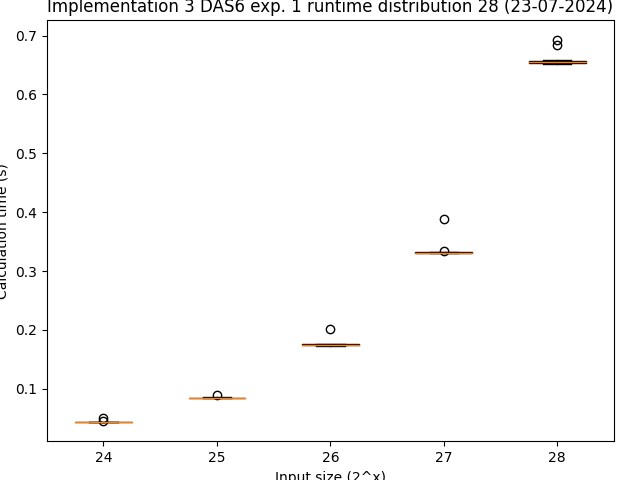 Implementation 3 DAS6 exp. 1 runtime distribution 28 (23-07-2024)
0.7
0.6
0.5
0.4
0.3
0.2
0.1
Calculation time (s)
24 25 26 27 28
Input size (2^x)